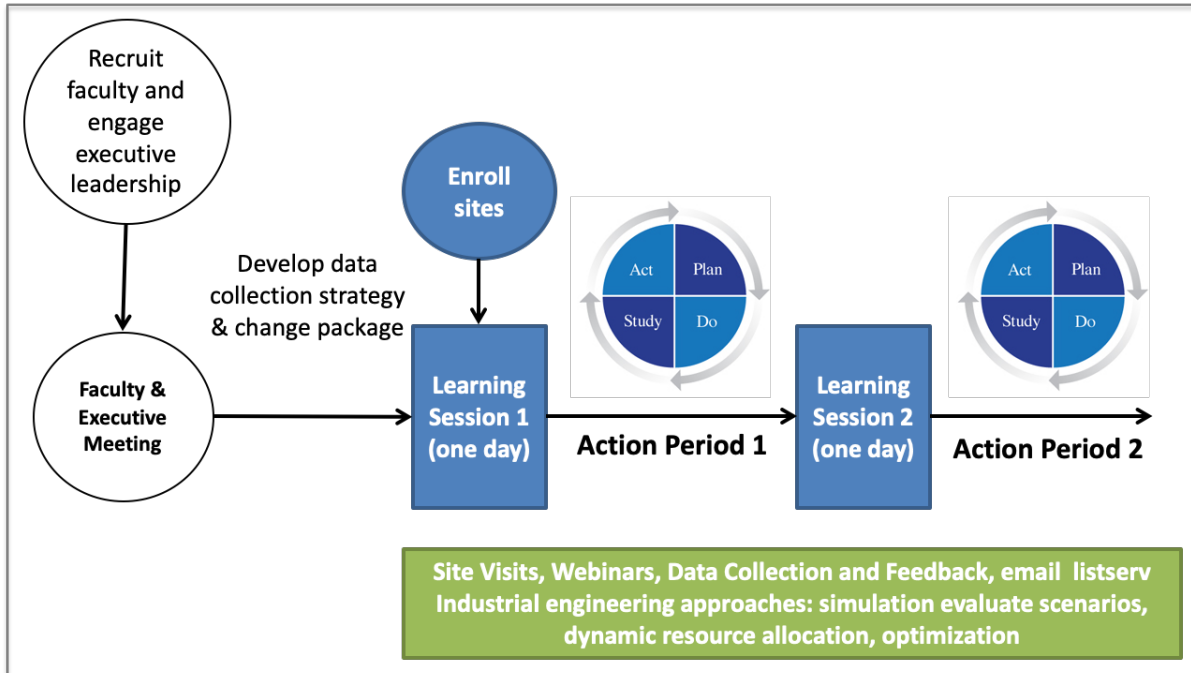 Recruit
faculty and
engage
executive
leadership
Enroll
sites
Develop data
collection strategy
& change package
Act
Plan
Study
Do
Act
Plan
Study
Do
Faculty &
Executive
Meeting
Learning
Session 1
(one day)
Action Period 1
Learning
Session 2
(one day)
Action Period 2
Site Visits, Webinars, Data Collection and Feedback, email  listserv
Industrial engineering approaches: simulation evaluate scenarios,
dynamic resource allocation, optimization